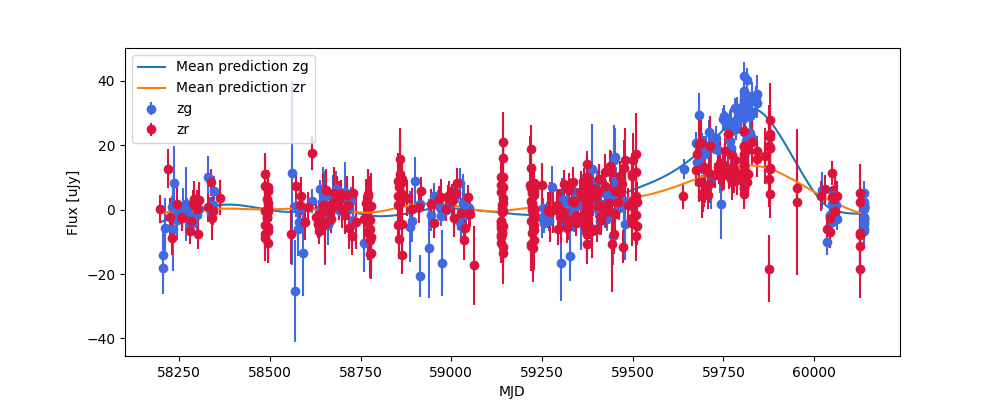 Mean prediction zg
Mean prediction zr
zg
zr
Flux [uJy]
40
20
0
−20
−40
58250
58500
58750
59000
59250
59500
59750
60000
MJD